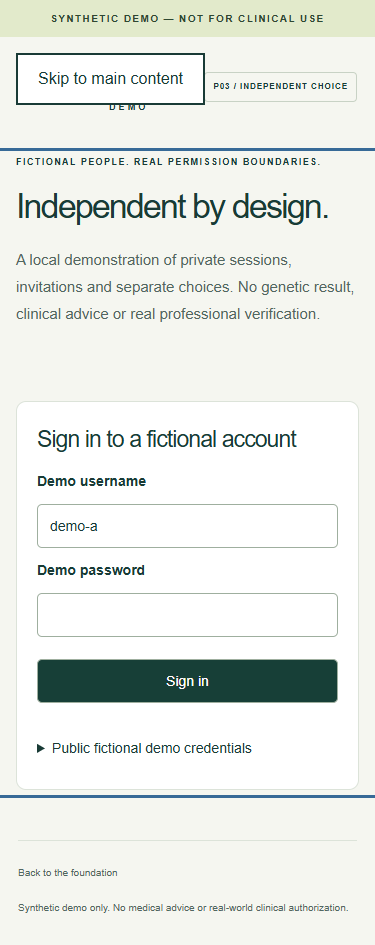 SYNTHETIC DEMO — NOT FOR CLINICAL USE
Skip to main content
P03 / INDEPENDENT CHOICE
DEMO
FICTIONAL PEOPLE. REAL PERMISSION BOUNDARIES.
Independent by design.
A local demonstration of private sessions,
invitations and separate choices. No genetic result,
clinical advice or real professional verification.
Sign in to a fictional account
Demo username
demo-a
Demo password
Sign in
Public fictional demo credentials
Back to the foundation
Synthetic demo only. No medical advice or real-world clinical authorization.